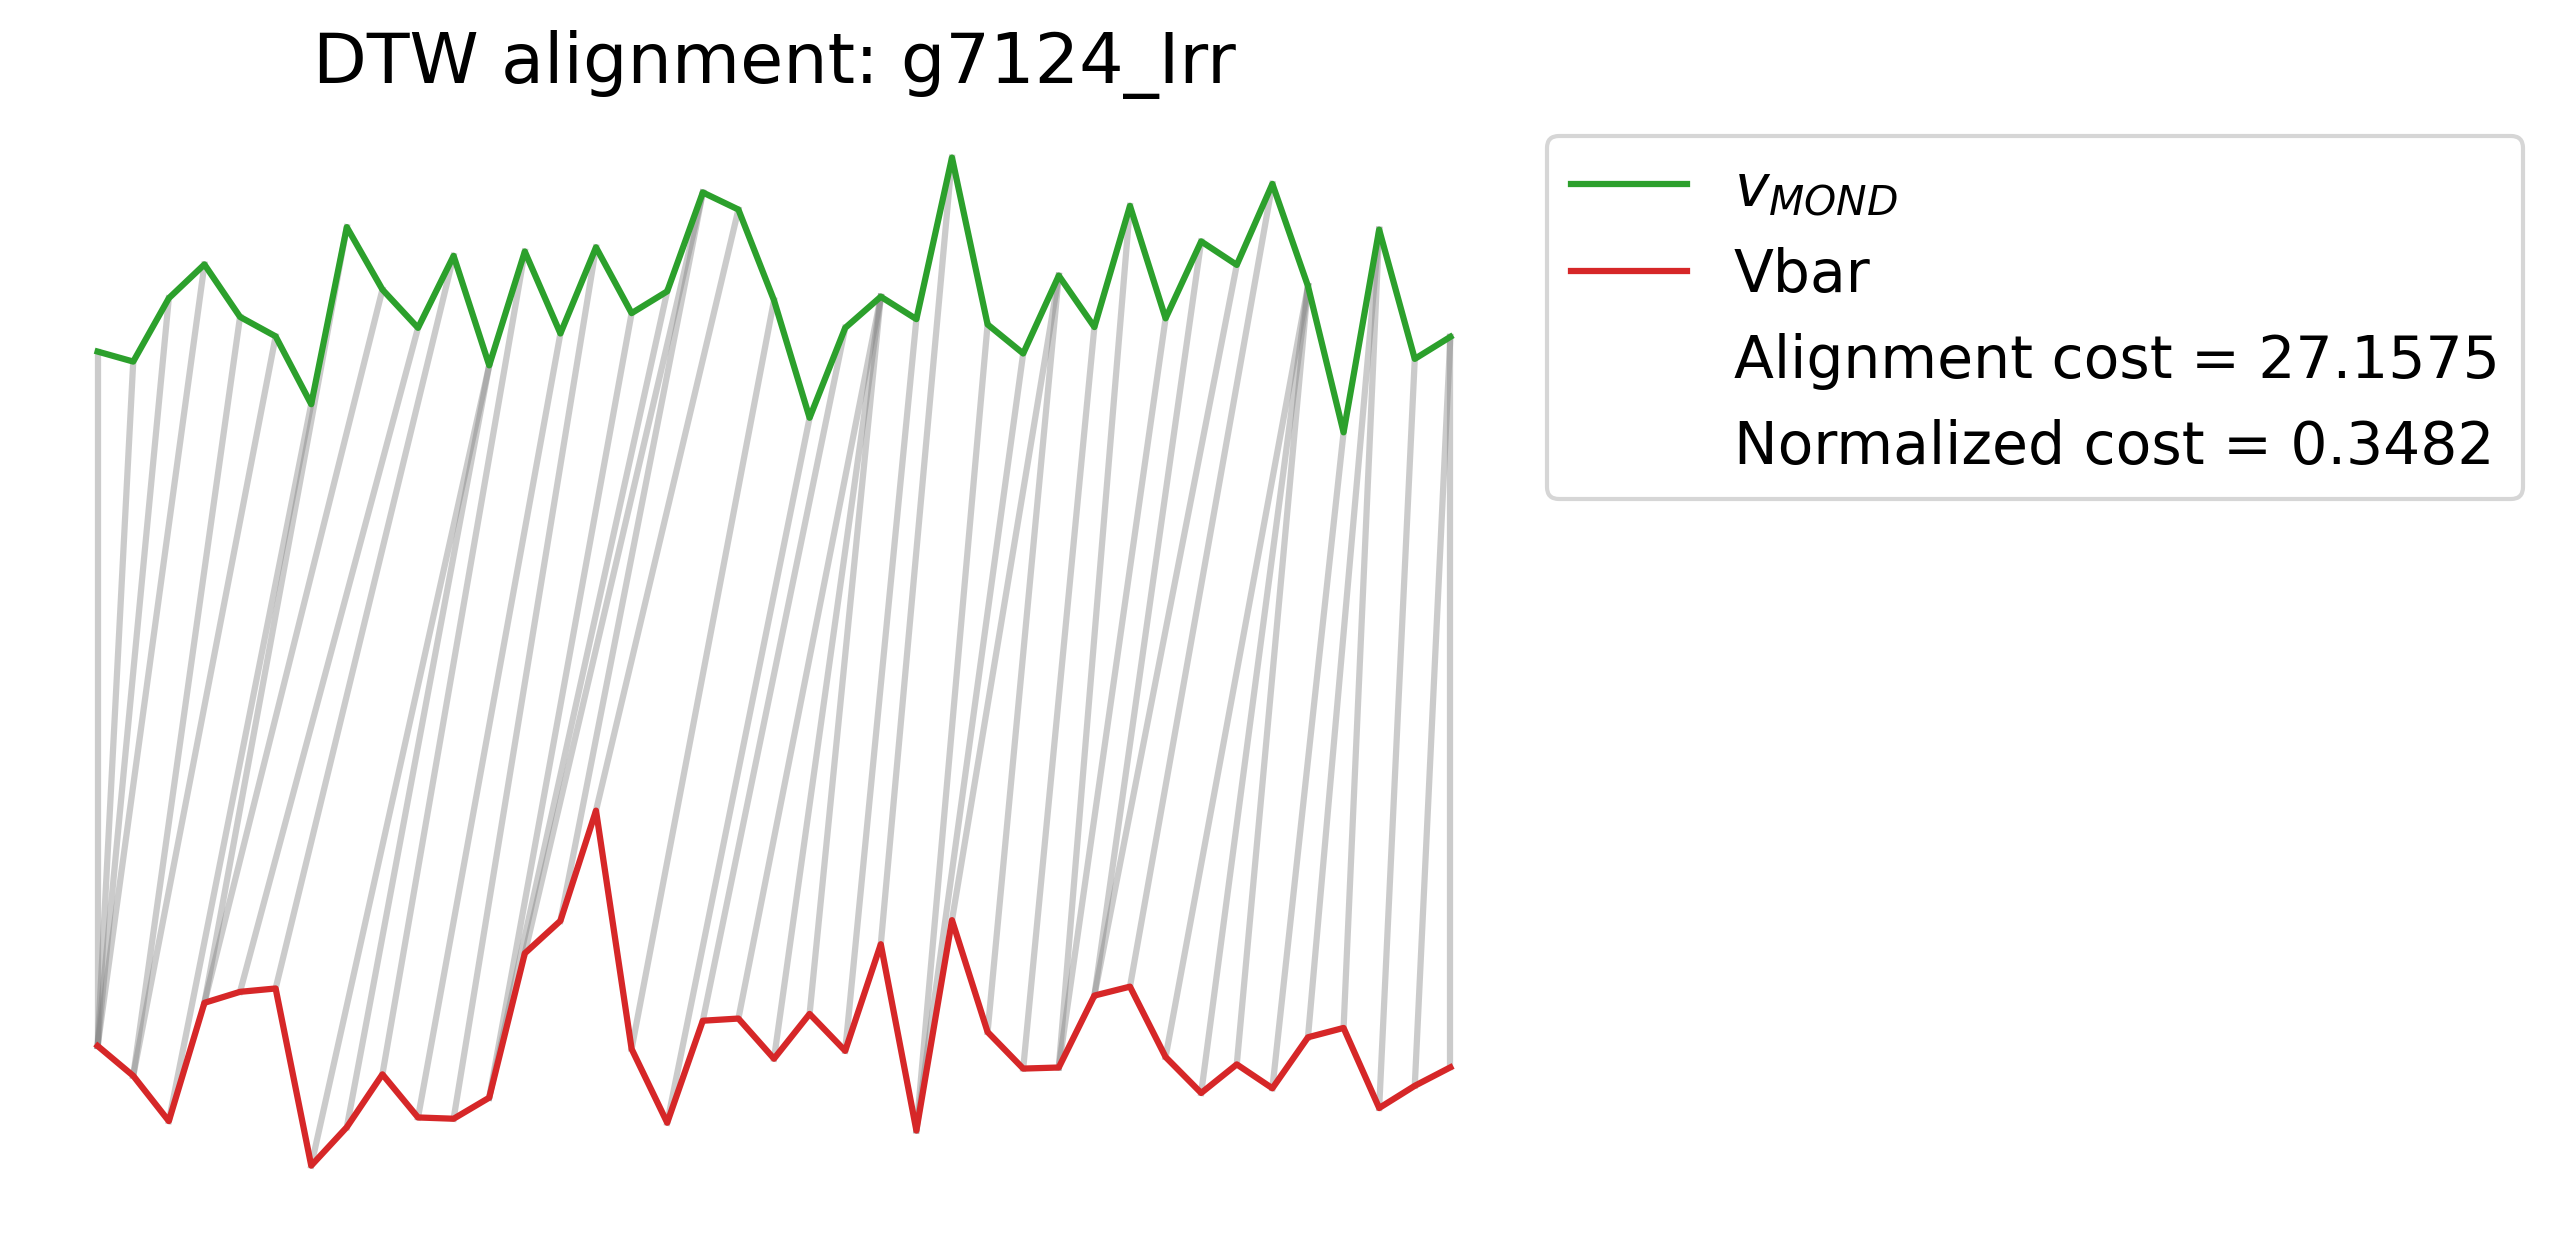 DTW alignment: g7124_Irr
v_MOND
Vbar
Alignment cost = 27.1575
Normalized cost = 0.3482